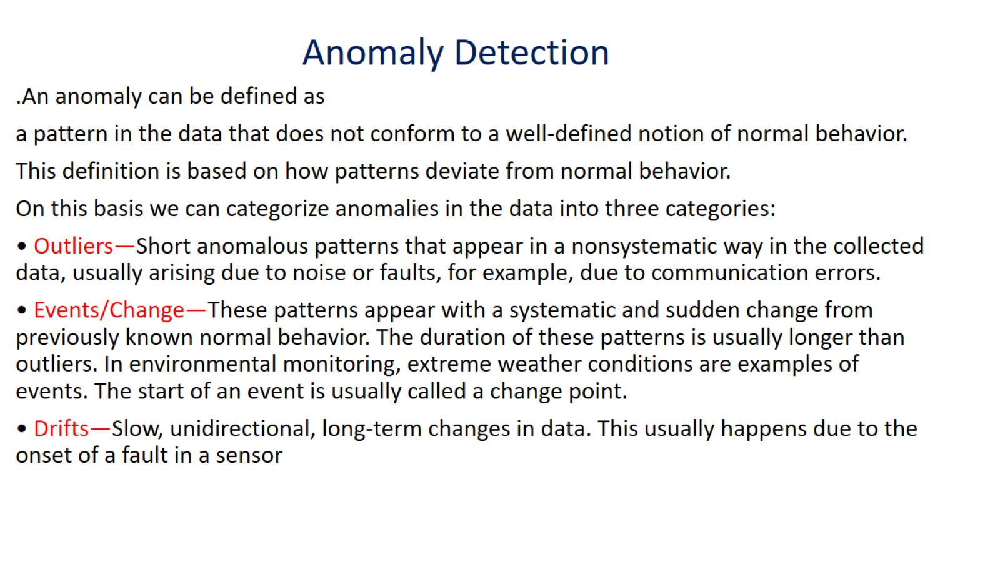 Anomaly Detection
.An anomaly can be defined as
a pattern in the data that does not conform to a well-defined notion of normal behavior.
This definition is based on how patterns deviate from normal behavior.
On this basis we can categorize anomalies in the data into three categories:
• Outliers—Short anomalous patterns that appear in a nonsystematic way in the collected
data, usually arising due to noise or faults, for example, due to communication errors.
• Events/Change—These patterns appear with a systematic and sudden change from
previously known normal behavior. The duration of these patterns is usually longer than
outliers. In environmental monitoring, extreme weather conditions are examples of
events. The start of an event is usually called a change point.
• Drifts—Slow, unidirectional, long-term changes in data. This usually happens due to the
onset of a fault in a sensor